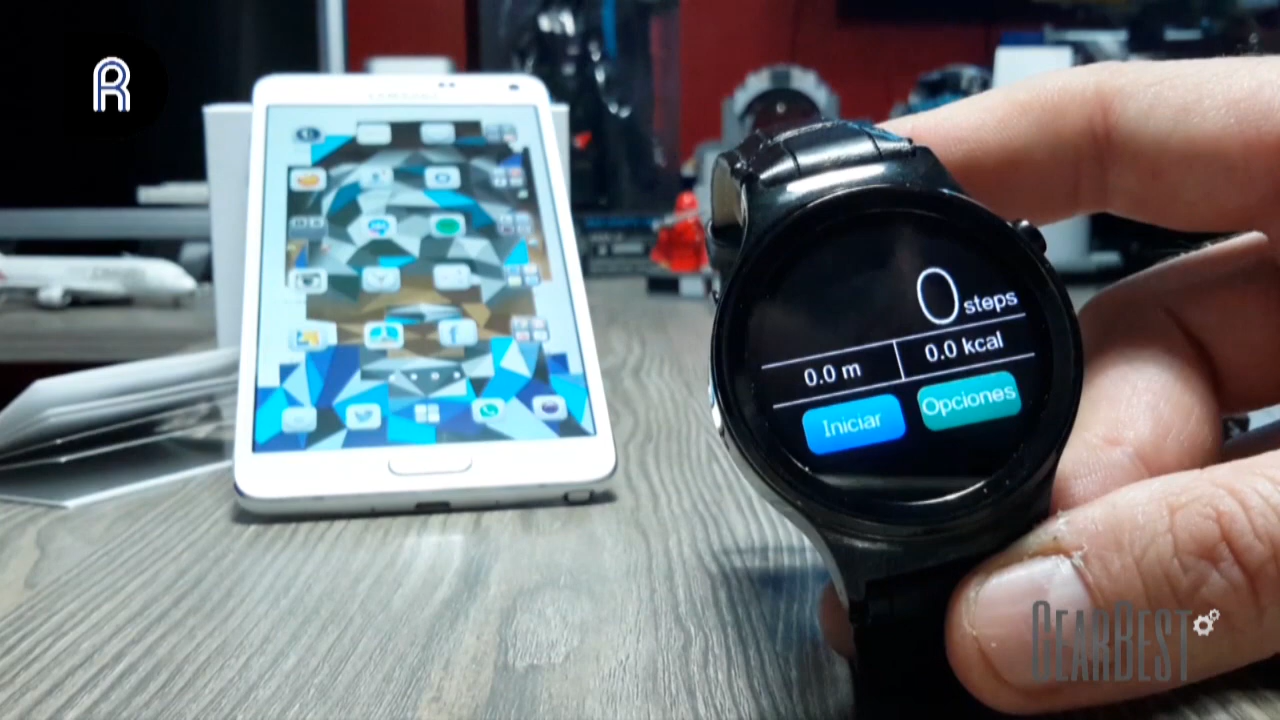 R
0 steps
0.0 m
0.0 kcal
Iniciar
Opciones
GEARBEST